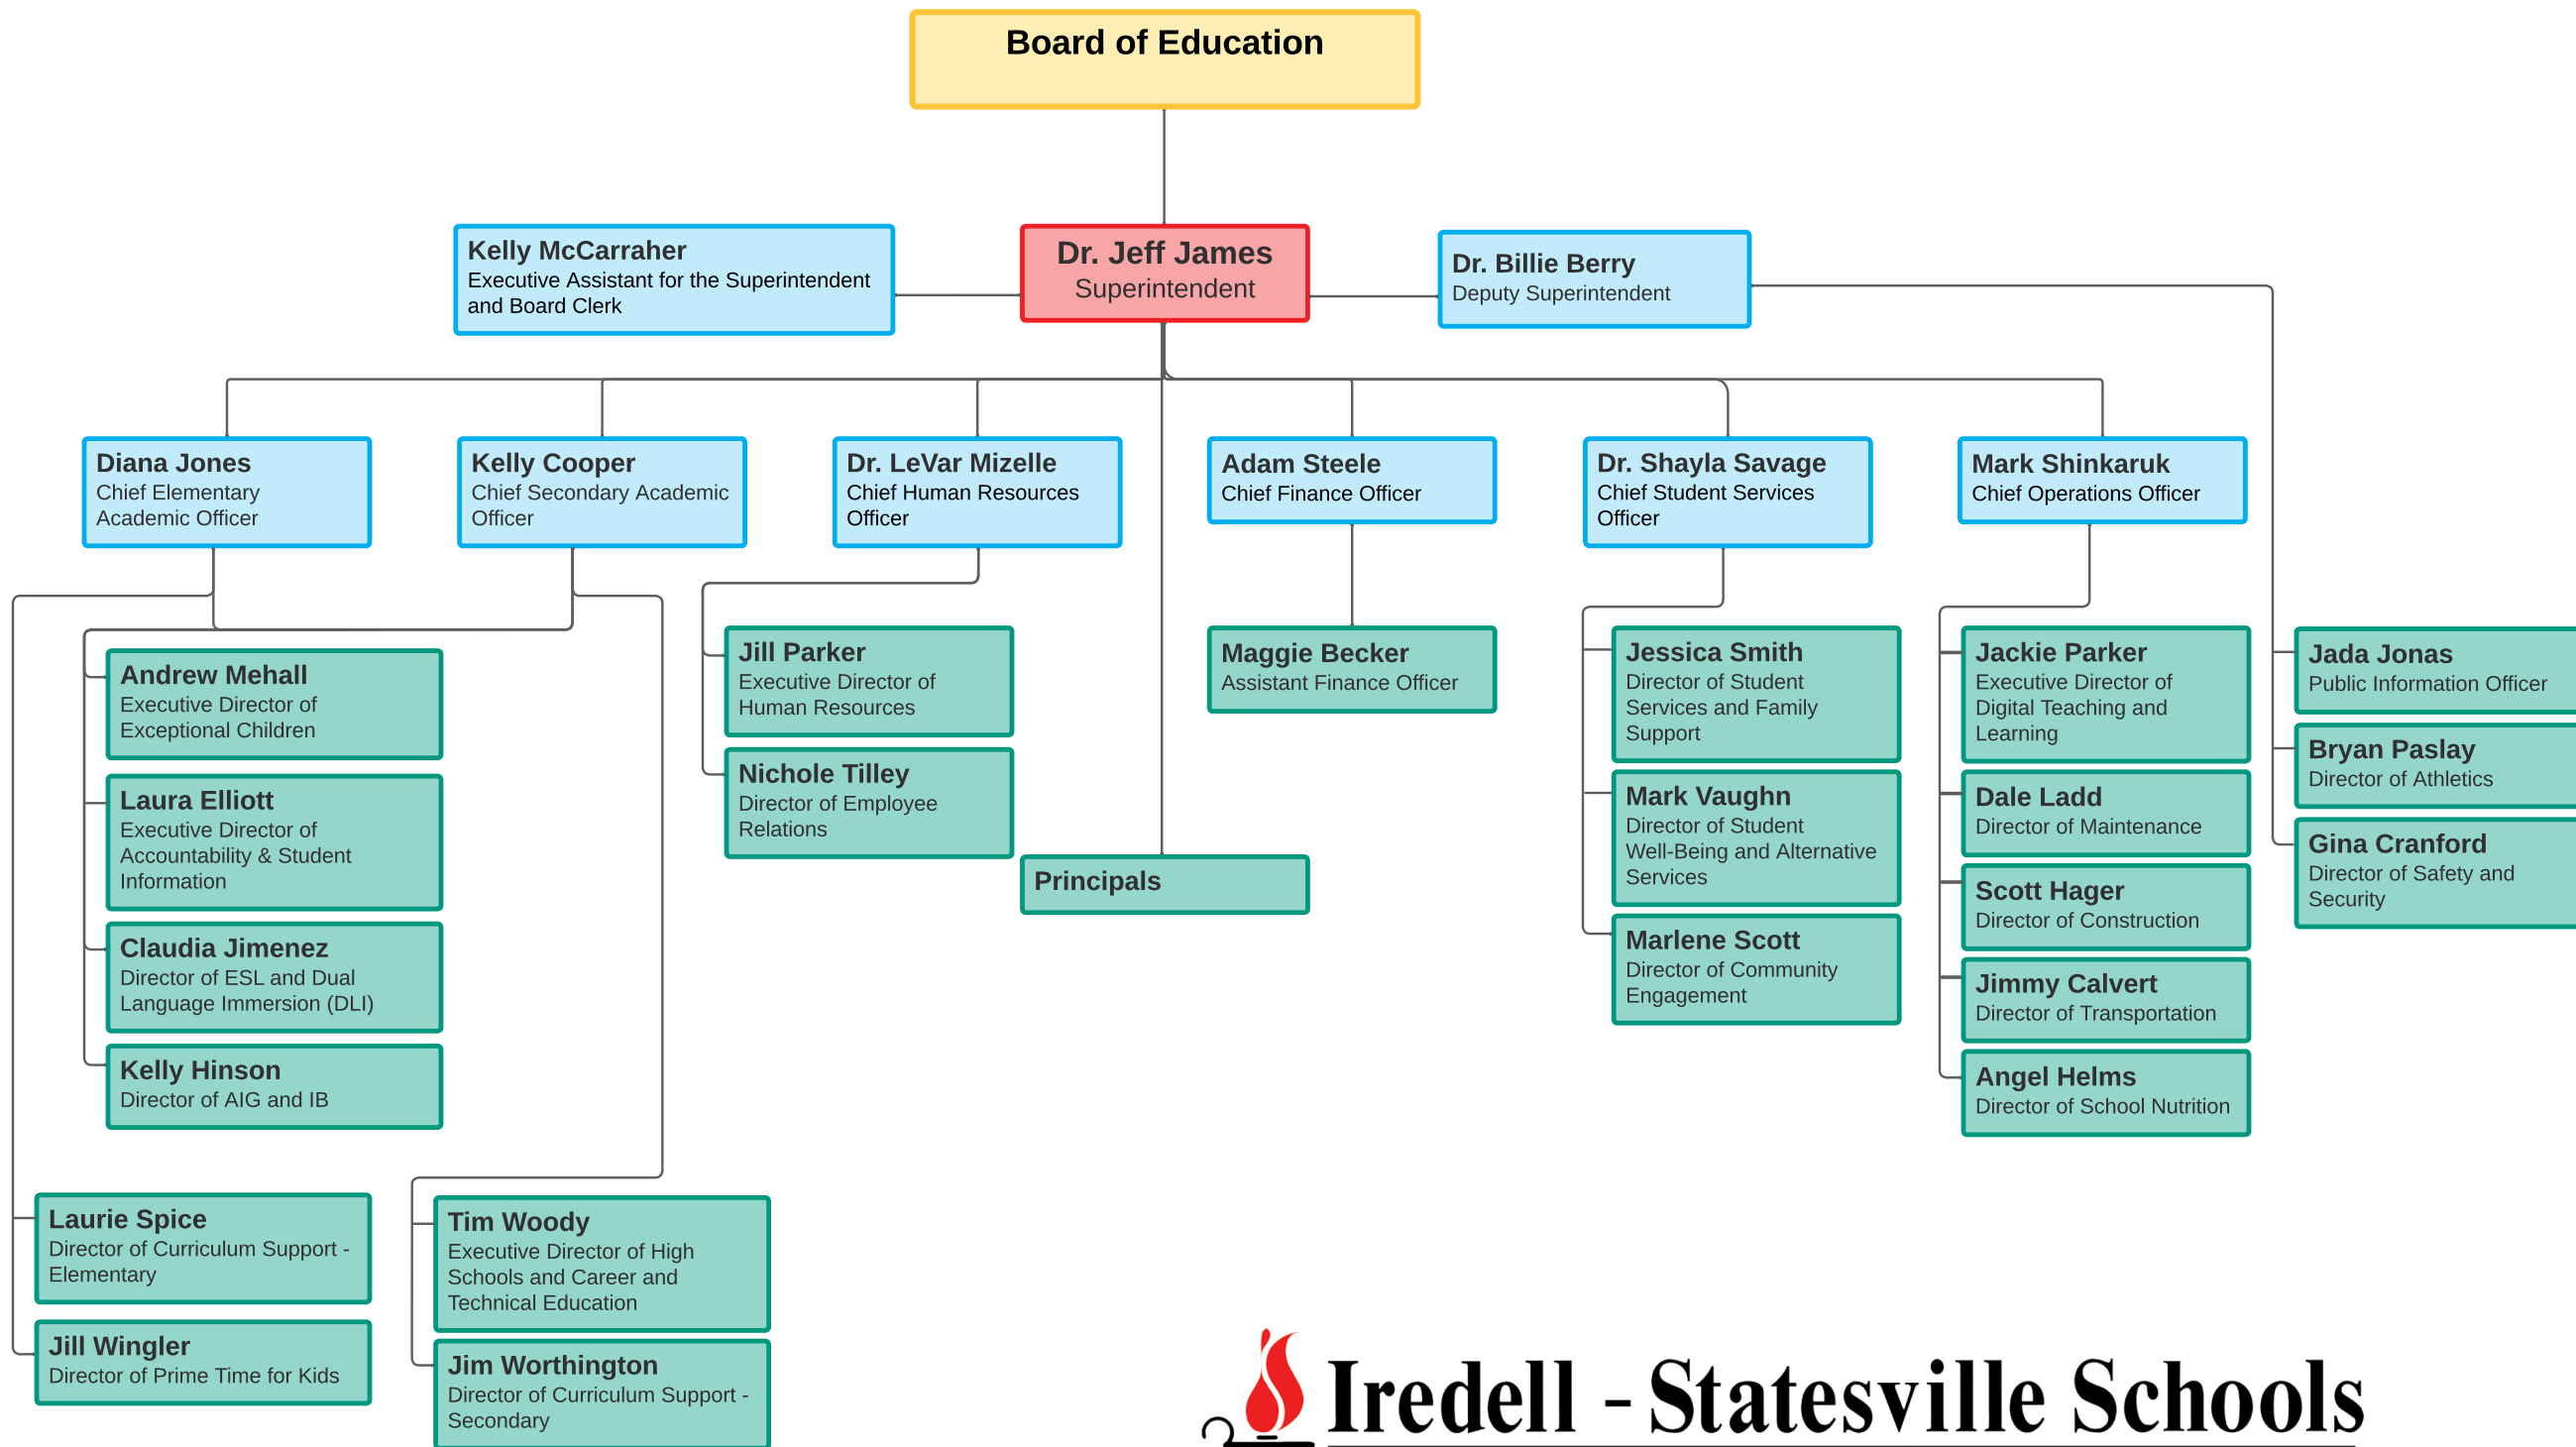 Board of Education
Kelly McCarraher
Executive Assistant for the Superintendent
and Board Clerk
Dr. Jeff James
Superintendent
Dr. Billie Berry
Deputy Superintendent
Diana Jones
Chief Elementary
Academic Officer
Kelly Cooper
Chief Secondary Academic
Officer
Dr. LeVar Mizelle
Chief Human Resources
Officer
Adam Steele
Chief Finance Officer
Dr. Shayla Savage
Chief Student Services
Officer
Mark Shinkaruk
Chief Operations Officer
Andrew Mehall
Executive Director of
Exceptional Children
Laura Elliott
Executive Director of
Accountability & Student
Information
Claudia Jimenez
Director of ESL and Dual
Language Immersion (DLI)
Kelly Hinson
Director of AIG and IB
Laurie Spice
Director of Curriculum Support -
Elementary
Jill Wingler
Director of Prime Time for Kids
Tim Woody
Executive Director of High
Schools and Career and
Technical Education
Jim Worthington
Director of Curriculum Support -
Secondary
Jill Parker
Executive Director of
Human Resources
Nichole Tilley
Director of Employee
Relations
Principals
Maggie Becker
Assistant Finance Officer
Jessica Smith
Director of Student
Services and Family
Support
Mark Vaughn
Director of Student
Well-Being and Alternative
Services
Marlene Scott
Director of Community
Engagement
Jackie Parker
Executive Director of
Digital Teaching and
Learning
Dale Ladd
Director of Maintenance
Scott Hager
Director of Construction
Jimmy Calvert
Director of Transportation
Angel Helms
Director of School Nutrition
Jada Jonas
Public Information Officer
Bryan Paslay
Director of Athletics
Gina Cranford
Director of Safety and
Security
Iredell - Statesville Schools